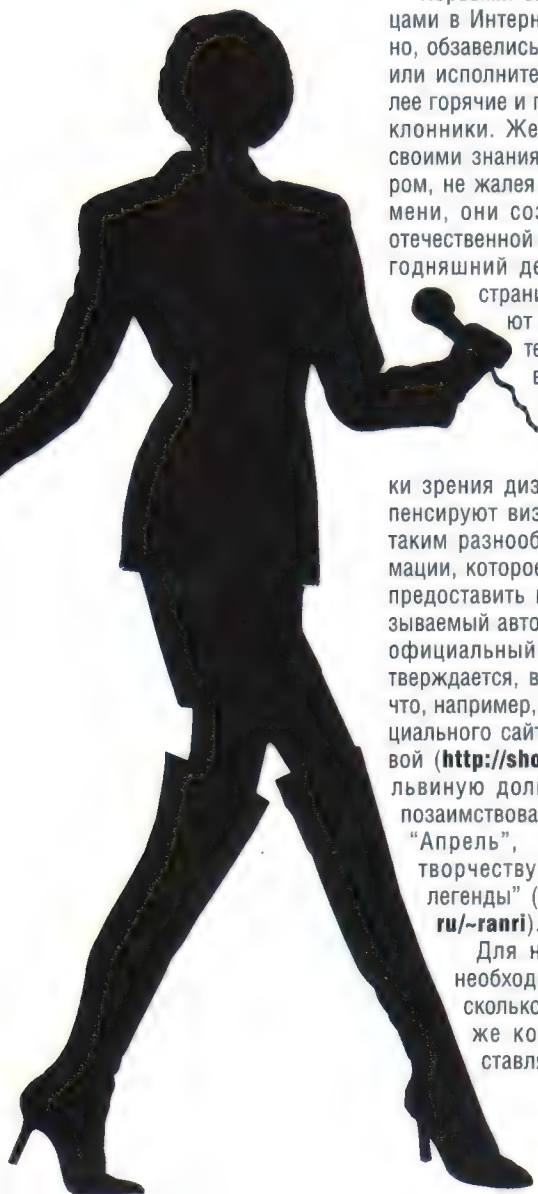 цами в Интерн
но, обзавелись
или исполните
лее горячие и п
клонники. Же
своими знания
ром, не жалея
мени, они соз
отечественной
годняшний де
страни
ют
те
в
ки зрения диз
пенсируют виз
таким разнооб
мации, которое
предоставить
зываемый авто
официальный
тверждается, в
что, например,
циального сайт
вой (http://sho
львиную дол
позаимствова
"Апрель",
творчеству
легенды" (
ru/~ranri).
Для н
необход
сколько
же ко
ставля